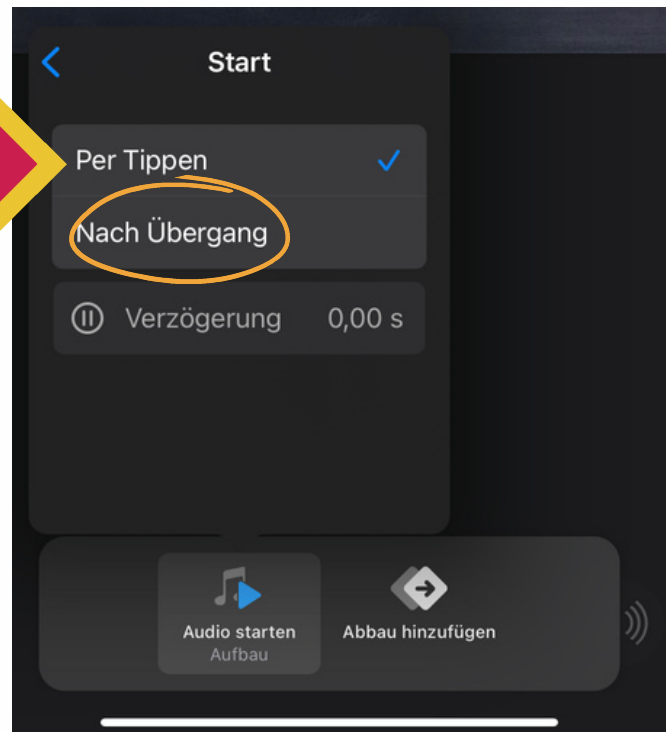 Start
Per Tippen
Nach Übergang
Verzögerung 0,00 s
Audio starten
Aufbau
Abbau hinzufügen